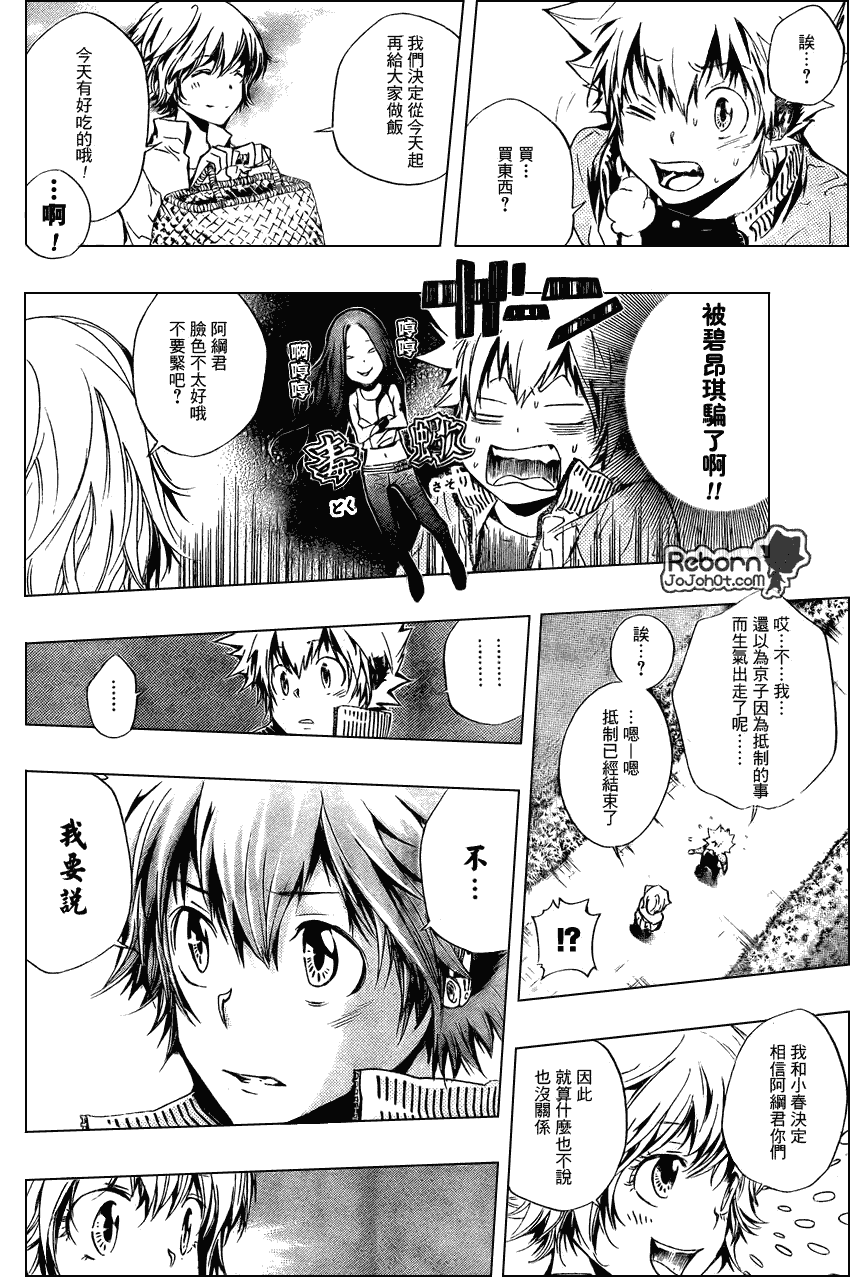 誒…?
買…
買東西?
我們決定從今天起
再給大家做飯
今天有好吃的哦!
…啊!
ガーン
被碧昂琪騙了啊!!
哼哼
啊哼哼
毒
どく
蠍
さそり
阿綱君
臉色不太好哦
不要緊吧?
Reborn
JoJoHot.com
哎…不…我…
還以為京子因為抵制的事
而生氣出走了呢……
誒…?
…嗯—嗯
抵制已經結束了
!?
……
…
我和小春決定
相信阿綱君你們
因此
就算什麼也不說
也沒關係
不…
我要說